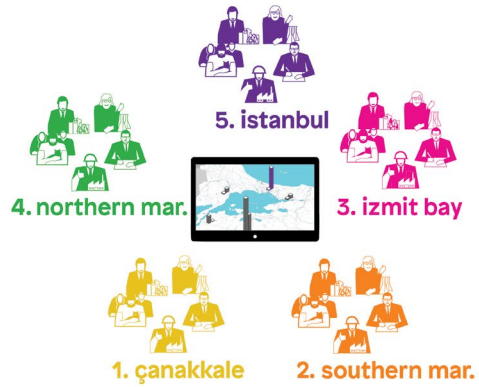 5. istanbul
4. northern mar.
3. izmit bay
1. çanakkale
2. southern mar.